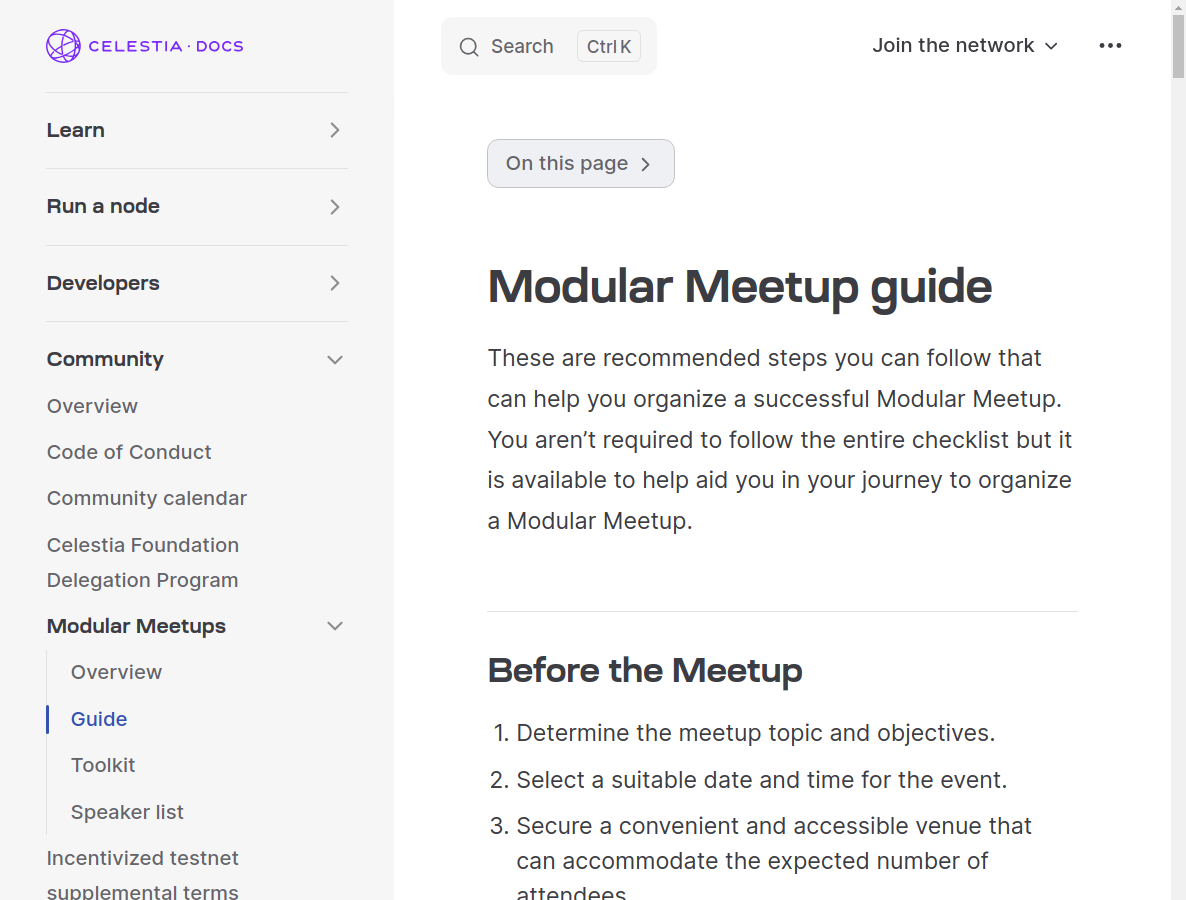 CELESTIA · DOCS
Search
Ctrl K
Join the network
Learn
Run a node
Developers
Community
Overview
Code of Conduct
Community calendar
Celestia Foundation
Delegation Program
Modular Meetups
Overview
Guide
Toolkit
Speaker list
Incentivized testnet
supplemental terms
On this page
Modular Meetup guide
These are recommended steps you can follow that
can help you organize a successful Modular Meetup.
You aren’t required to follow the entire checklist but it
is available to help aid you in your journey to organize
a Modular Meetup.
Before the Meetup
1. Determine the meetup topic and objectives.
2. Select a suitable date and time for the event.
3. Secure a convenient and accessible venue that
can accommodate the expected number of
attendees.